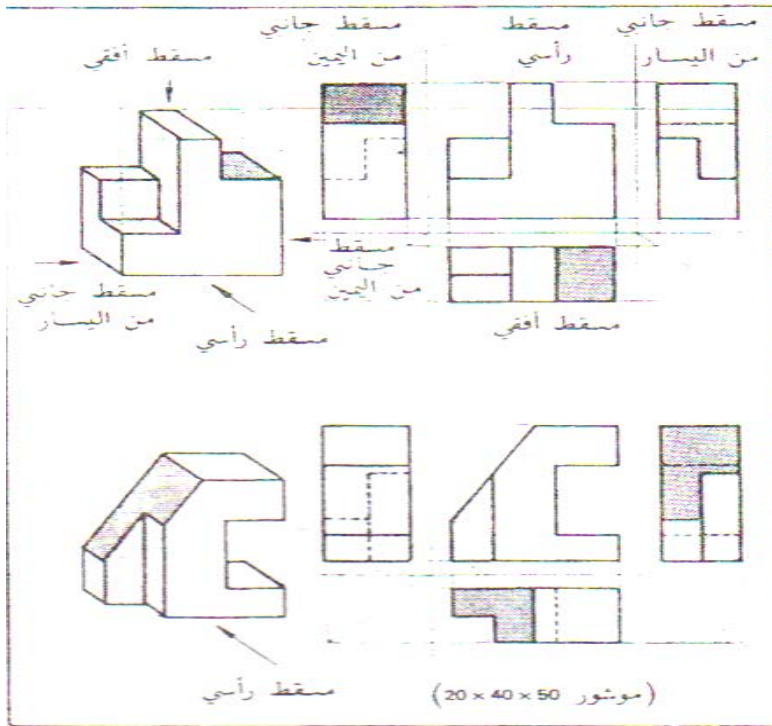 مسقط جانبي
من اليسار
مسقط
رأسي
مسقط جانبي
من اليمين
مسقط أفقي
مسقط
جانبي
من اليمين
مسقط جانبي
من اليسار
مسقط رأسي
مسقط أفقي
مسقط رأسي
(موشور 50 × 40 × 20)